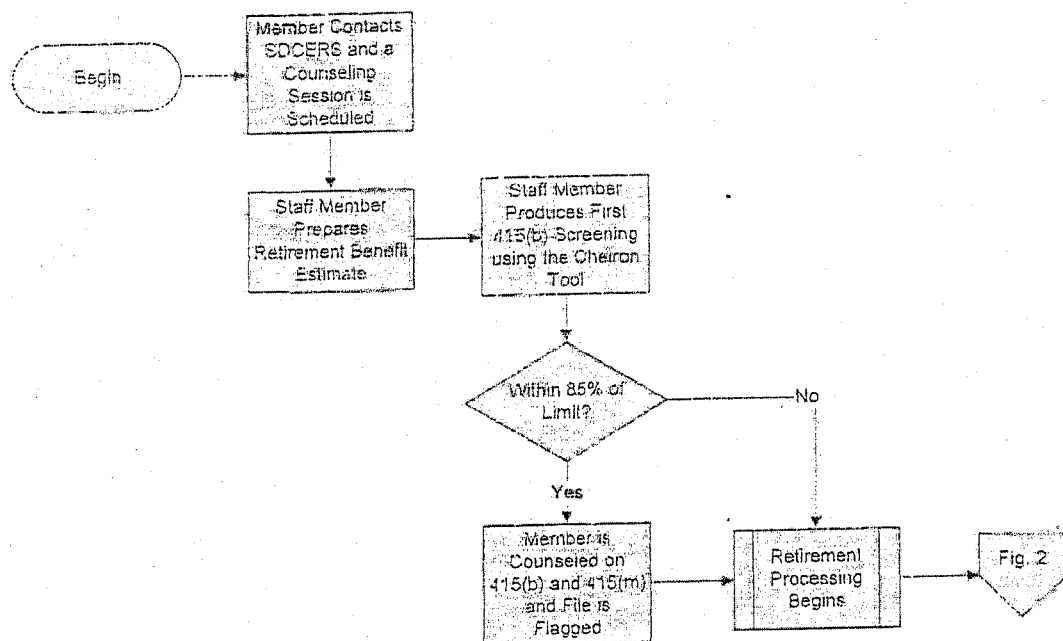 Begin
Member Contacts
SDCERS and a
Counseling
Session is
Scheduled
Staff Member
Prepares
Retirement Benefit
Estimate
Staff Member
Produces First
415(b) Screening
using the Cheiron
Tool
Within 85% of
Limit?
No
Yes
Member is
Counseled on
415(b) and 415(m)
and File is
Flagged
Retirement
Processing
Begins
Fig. 2